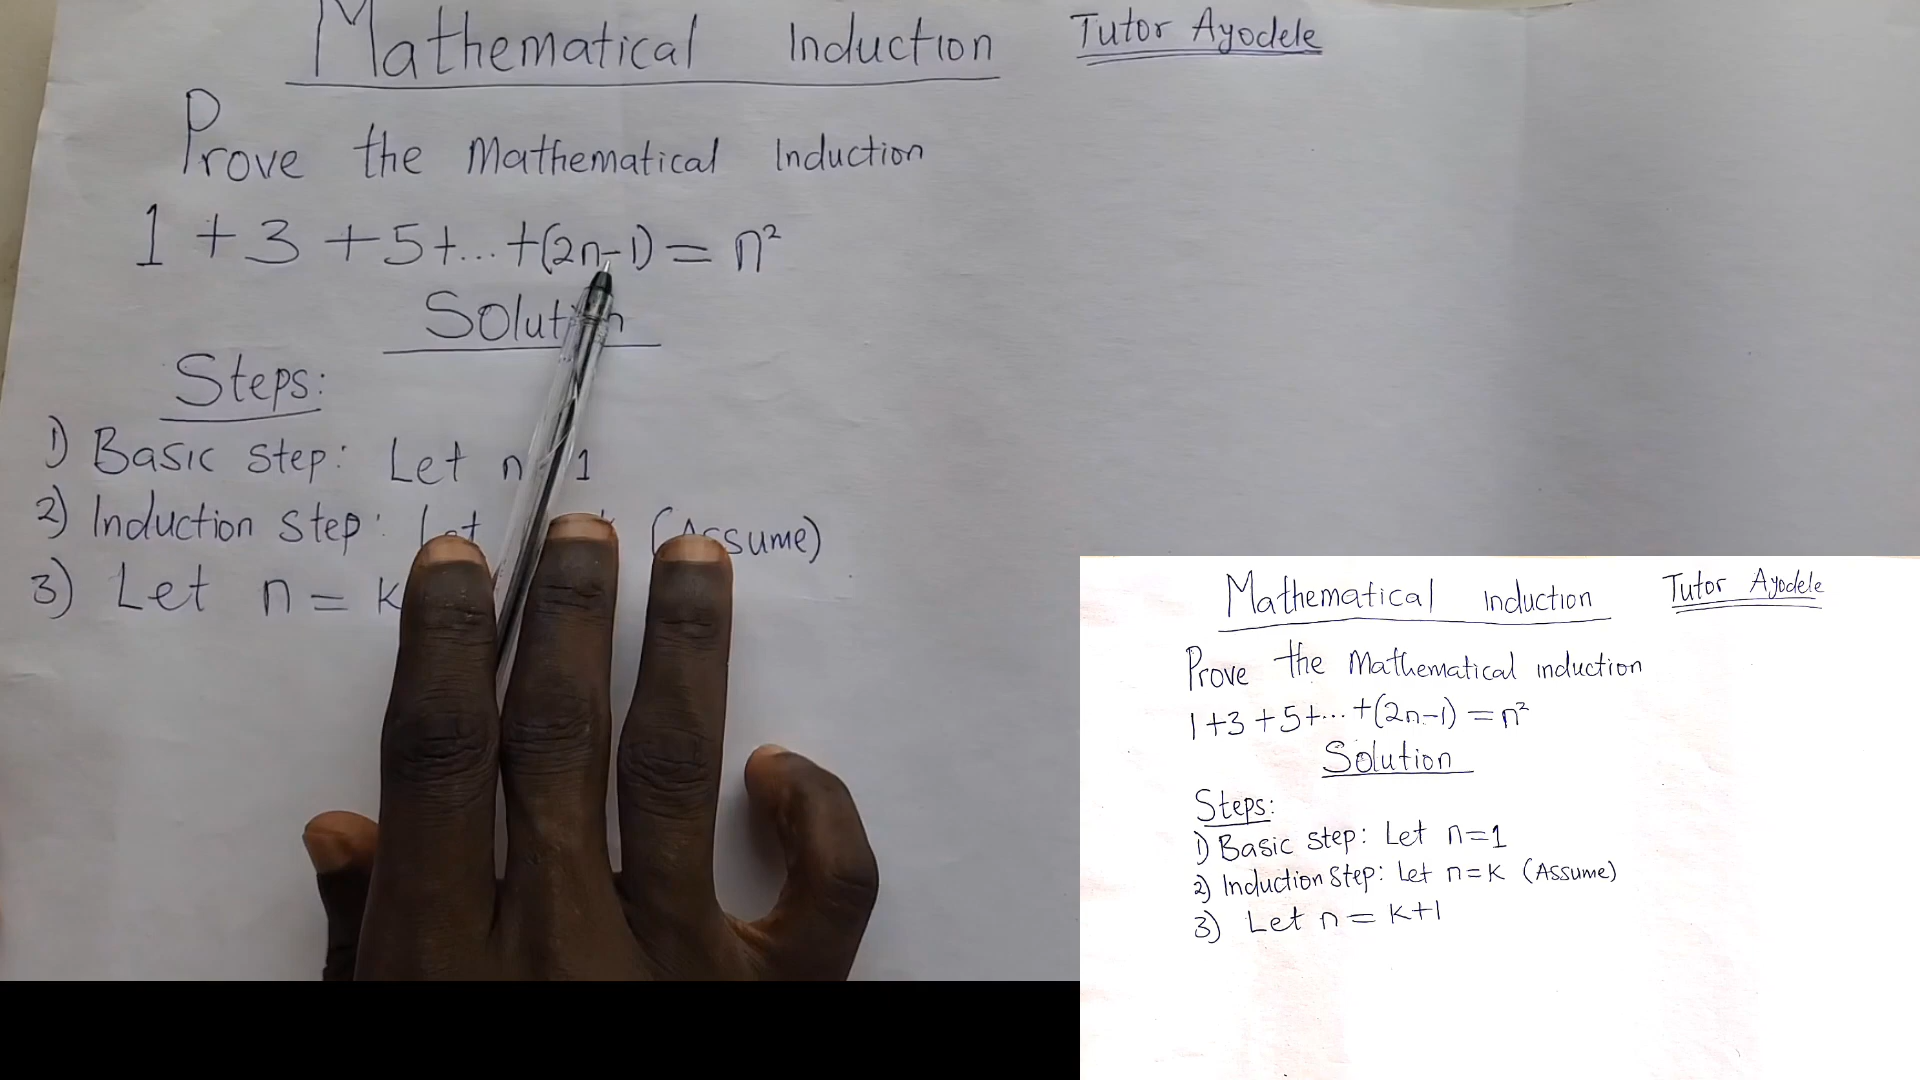 Mathematical Induction
Tutor Ayodele
Prove the Mathematical Induction
1 + 3 + 5 + ... + (2n-1) = n²
Solution
Steps:
1) Basic step: Let n 1
2) Induction step: Let (Assume)
3) Let n = k
Mathematical induction
Tutor Ayodele
Prove the Mathematical induction
1 + 3 + 5 + ... + (2n-1) = n²
Solution
Steps:
1) Basic step: Let n=1
2) Induction step: Let n=k (Assume)
3) Let n = k+1